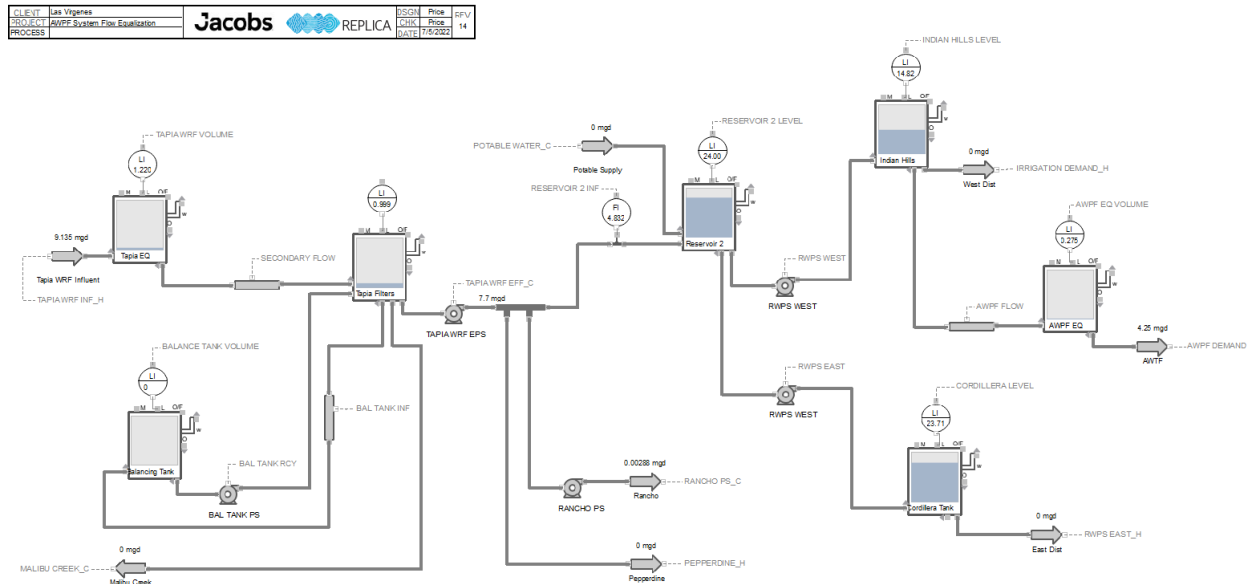 CLIENT Las Virgenes
PROJECT AWPF System Flow Equalization
PROCESS
Jacobs
REPLICA
DSGN Price
CHK Price
DATE 7/5/2022
REV
14
INDIAN HILLS LEVEL
LI
14.82
M L O/F
W
O
Indian Hills
0 mgd
West Dist
IRRIGATION DEMAND_H
TAPIA WRF VOLUME
LI
1.220
M L O/F
W
O
Tapia EQ
9.135 mgd
Tapia WRF Influent
TAPIA WRF INF_H
SECONDARY FLOW
LI
0.999
M L O/F
W
O
Tapia Filters
POTABLE WATER_C
0 mgd
Potable Supply
RESERVOIR 2 LEVEL
LI
24.00
M L O/F
W
O
Reservoir 2
RESERVOIR 2 INF
FI
4.832
TAPIA WRF EFF_C
7.7 mgd
TAPIA WRF EPS
RWPS WEST
RWPS WEST
AWPF EQ VOLUME
LI
0.275
M L O/F
W
O
AWPF EQ
AWPF FLOW
4.25 mgd
AWTF
AWPF DEMAND
BALANCE TANK VOLUME
LI
0
M L O/F
W
O
Balancing Tank
BAL TANK INF
BAL TANK RCY
BAL TANK PS
RWPS EAST
RWPS WEST
CORDILLERA LEVEL
LI
23.71
M L O/F
W
O
Cordillera Tank
0.00288 mgd
RANCHO PS
Rancho
RANCHO PS_C
0 mgd
East Dist
RWPS EAST_H
MALIBU CREEK_C
0 mgd
Malibu Creek
0 mgd
Pepperdine
PEPPERDINE_H